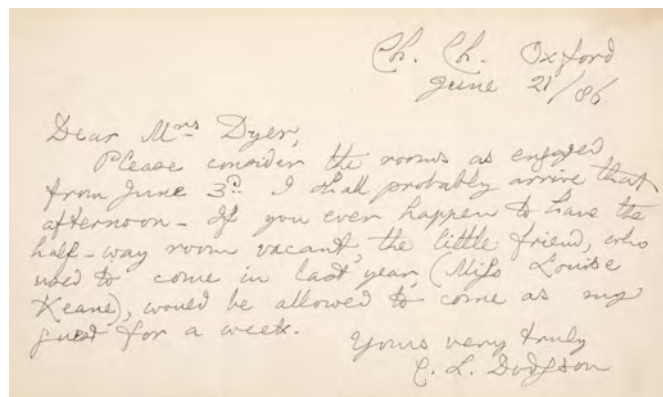 Ch. Ch. Oxford
June 21/86
Dear Mrs Dyer,
Please consider the rooms as engaged
from June 3d. I shall probably arrive that
afternoon - If you ever happen to have the
half-way room vacant, the little friend, who
used to come in last year, (Miss Louise
Keane), would be allowed to come as my
guest for a week.
Yours very truly
C. L. Dodgson